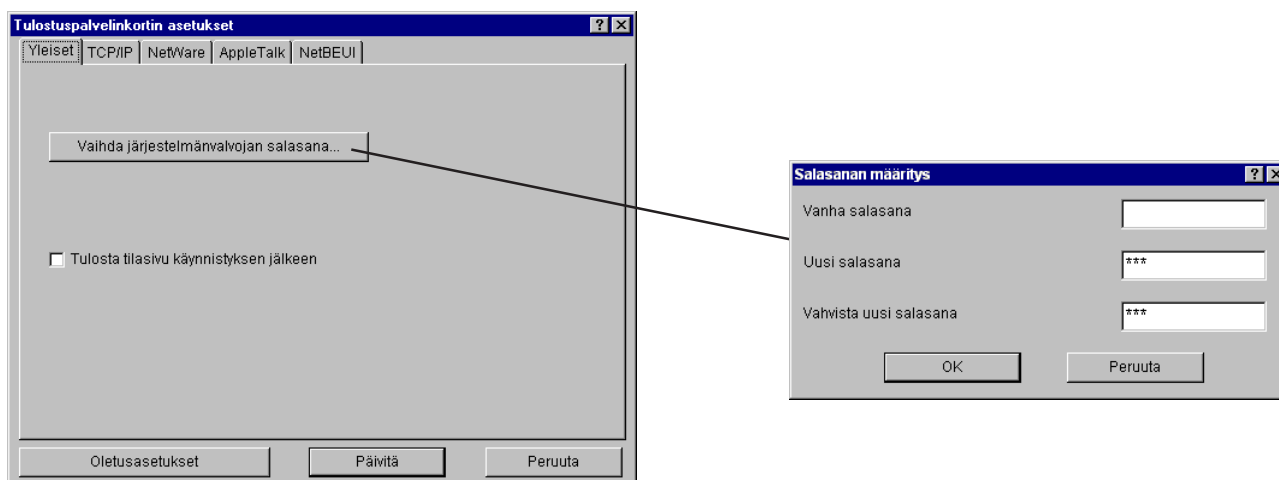 Tulostuspalvelinkortin asetukset
Yleiset TCP/IP NetWare AppleTalk NetBEUI
Vaihda järjestelmänvalvojan salasana...
Tulosta tilasivu käynnistyksen jälkeen
Oletusasetukset Päivitä Peruuta
Salasanan määritys
Vanha salasana
Uusi salasana ***
Vahvista uusi salasana ***
OK Peruuta